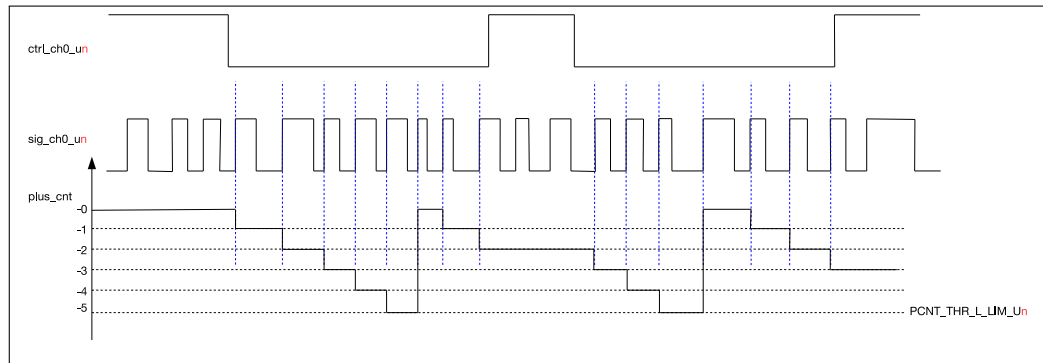 ctrl_ch0_un
sig_ch0_un
plus_cnt
-0
-1
-2
-3
-4
-5
PCNT_THR_L_LIM_Un